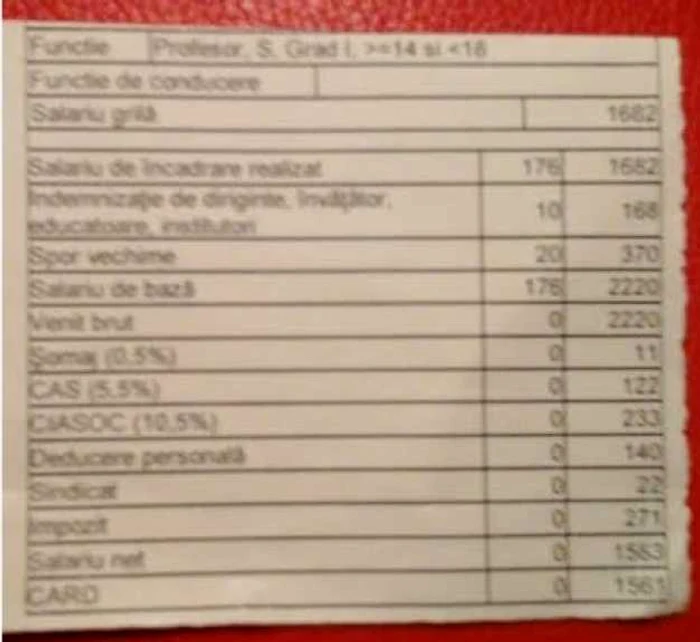 Functie Profesor, S. Grad I, >=14 si <18
Functie de conducere
Salariu grilă 1682
Salariu de încadrare realizat 176 1682
Indemnizaţie de diriginte, învăţător, 10 168
educatoare, institutori
Spor vechime 20 370
Salariu de bază 176 2220
Venit brut 0 2220
Şomaj (0.5%) 0 11
CAS (5,5%) 0 122
CIASOC (10,5%) 0 233
Deducere personală 0 140
Sindicat 0 22
Impozit 0 271
Salariu net 0 1583
CARD 0 1561